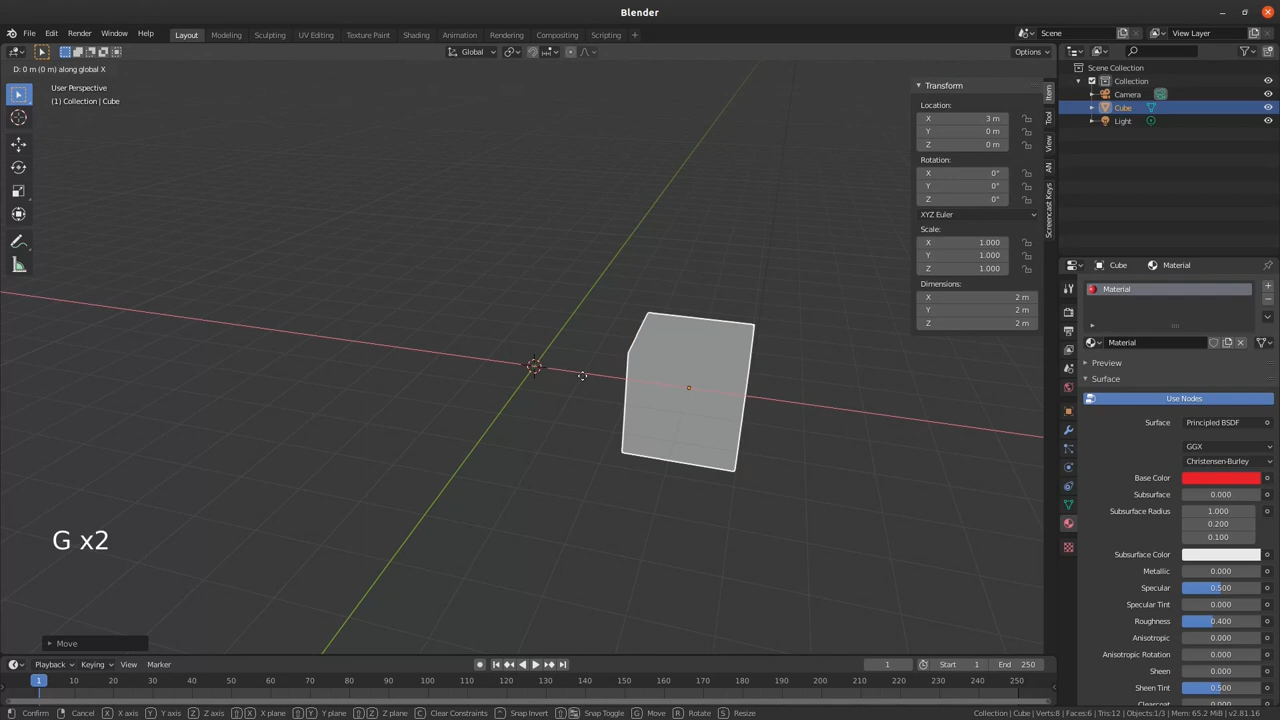 Blender
File Edit Render Window Help Layout Modeling Sculpting UV Editing Texture Paint Shading Animation Rendering Compositing Scripting + Scene View Layer
Global Options
D: 0 m (0 m) along global X
User Perspective
(1) Collection | Cube
Transform
Location:
X 3 m
Y 0 m
Z 0 m
Rotation:
X 0°
Y 0°
Z 0°
XYZ Euler
Scale:
X 1.000
Y 1.000
Z 1.000
Dimensions:
X 2 m
Y 2 m
Z 2 m
Item
Tool
View
AN
Screencast Keys
Scene Collection
Collection
Camera
Cube
Light
Cube Material
Material
Material
Preview
Surface
Use Nodes
Surface Principled BSDF
GGX
Christensen-Burley
Base Color
Subsurface 0.000
Subsurface Radius 1.000
0.200
0.100
Subsurface Color
Metallic 0.000
Specular 0.500
Specular Tint 0.000
Roughness 0.400
Anisotropic 0.000
Anisotropic Rotation 0.000
Sheen 0.000
Sheen Tint 0.500
G x2
Move
Playback Keying View Marker 1 Start 1 End 250
1 10 20 30 40 50 60 70 80 90 100 110 120 130 140 150 160 170 180 190 200 210 220 230 240 250
Confirm Cancel X X axis Y Y axis Z Z axis X X plane Y Y plane Z Z plane C Clear Constraints Snap Invert Snap Toggle G Move R Rotate S Resize Collection | Cube | Verts:8 | Faces:6 | Tris:12 | Objects:1/3 | Mem: 65.2 MiB | v2.81.16